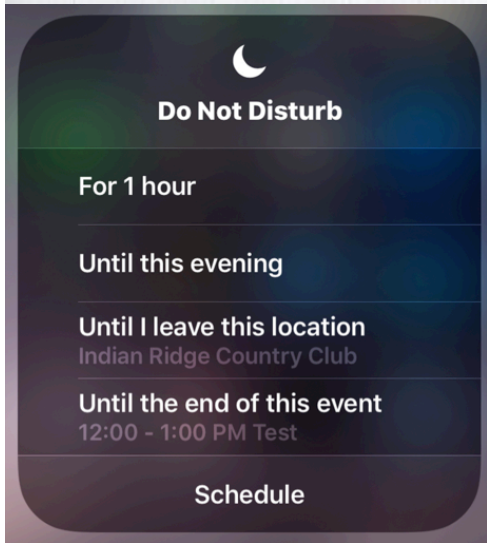 Do Not Disturb
For 1 hour
Until this evening
Until I leave this location
Indian Ridge Country Club
Until the end of this event
12:00 - 1:00 PM Test
Schedule